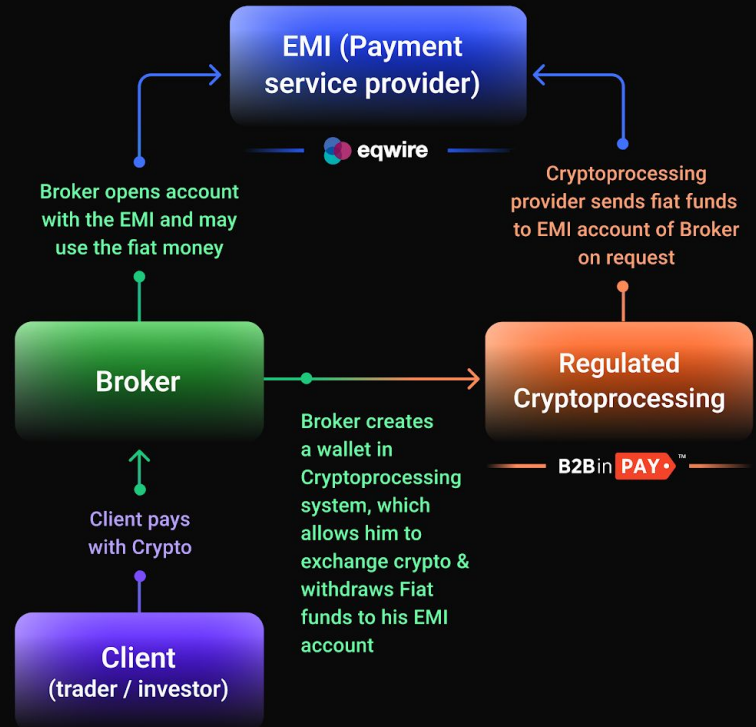 EMI (Payment
service provider)
eqwire
Broker opens account
with the EMI and may
use the fiat money
Cryptoprocessing
provider sends fiat funds
to EMI account of Broker
on request
Broker
Regulated
Cryptoprocessing
B2BinPAY™
Broker creates
a wallet in
Cryptoprocessing
system, which
allows him to
exchange crypto &
withdraws Fiat
funds to his EMI
account
Client pays
with Crypto
Client
(trader / investor)